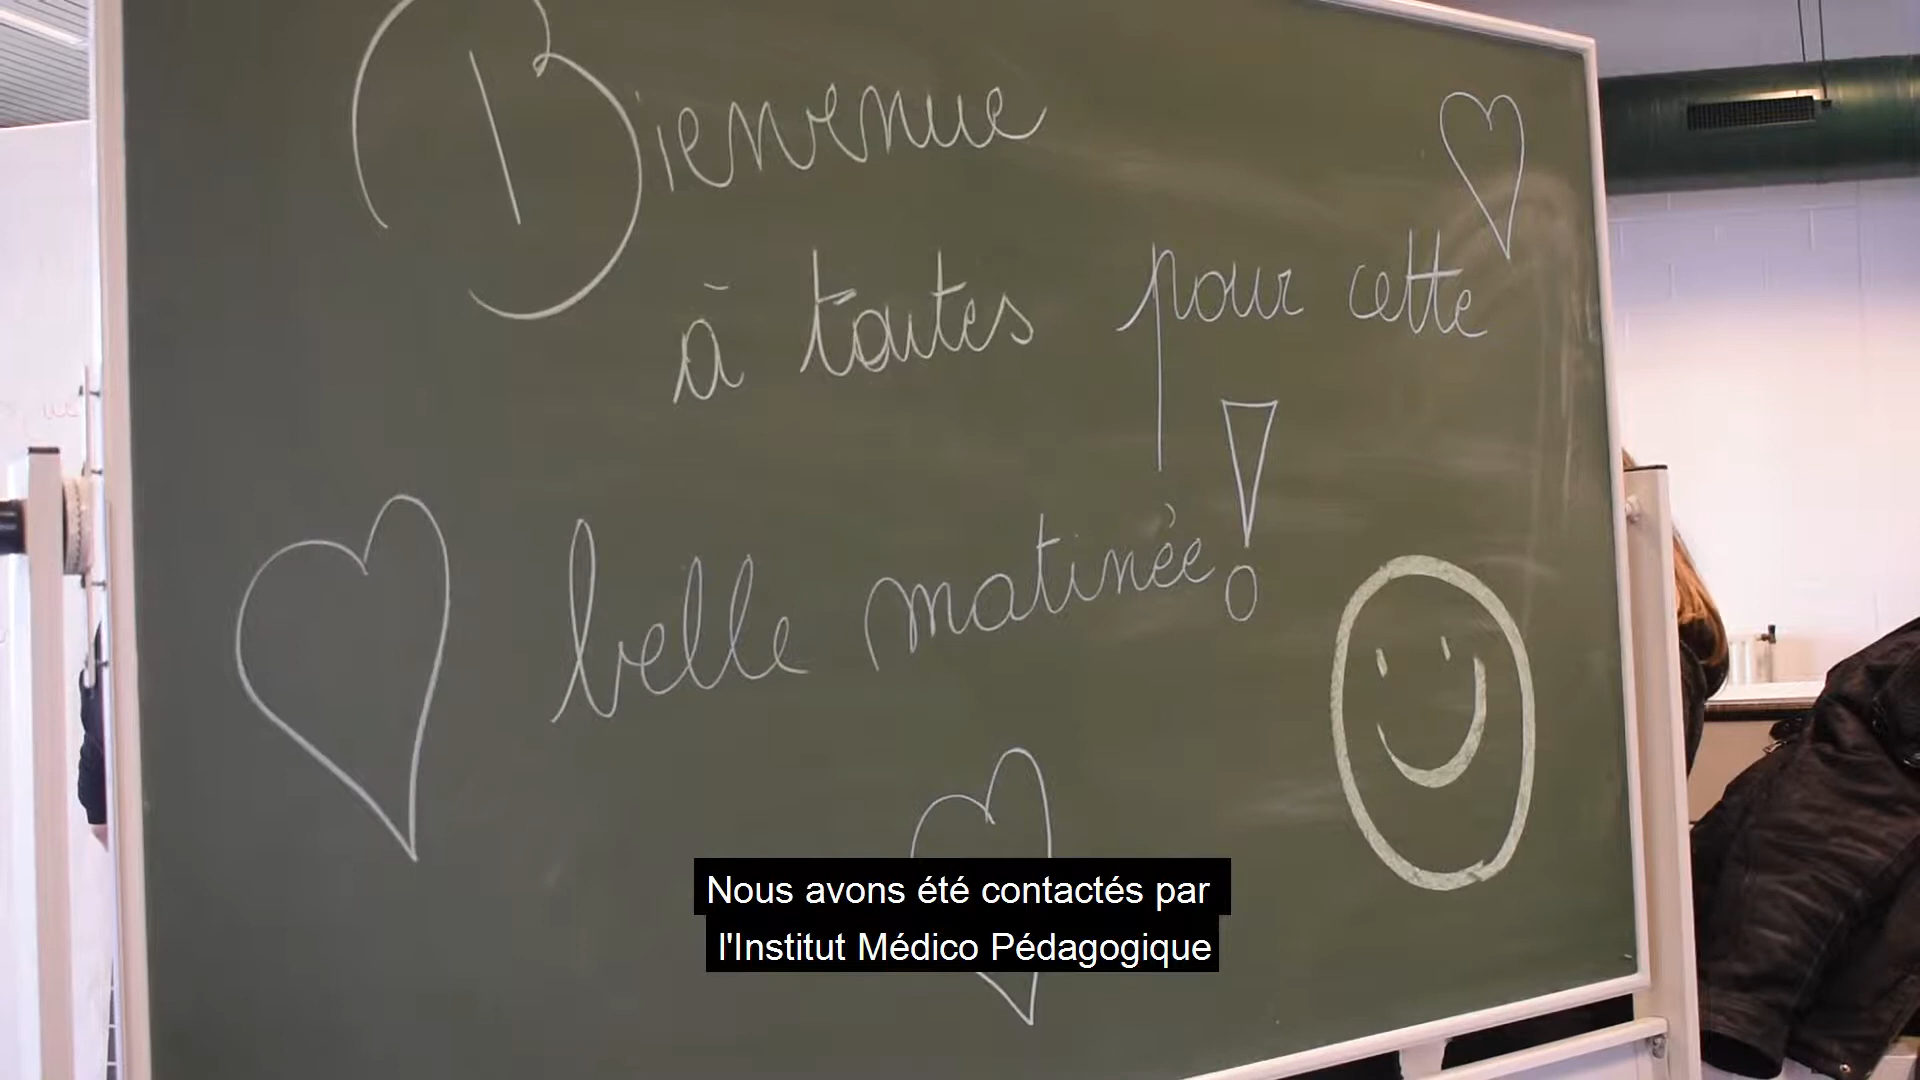 Bienvenue
à toutes pour cette
belle matinée !
Nous avons été contactés par
l'Institut Médico Pédagogique